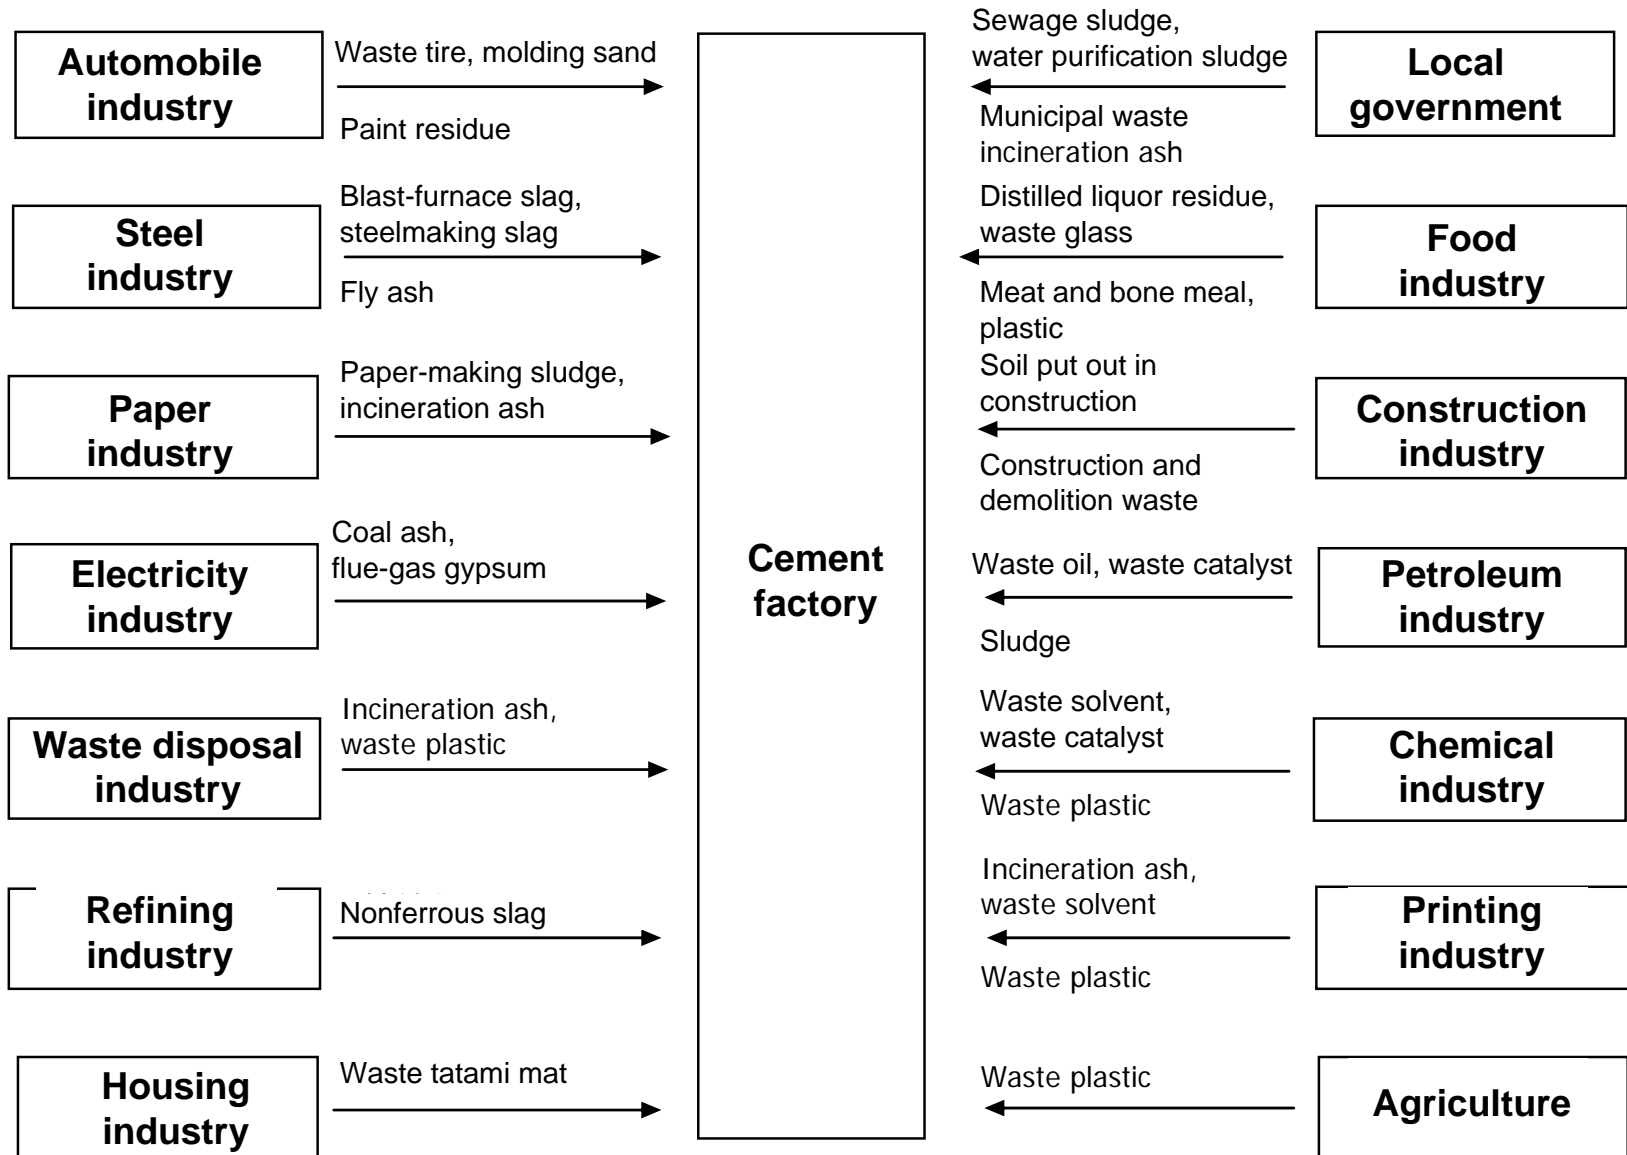 Automobile
industry
Waste tire, molding sand
Paint residue
Steel
industry
Blast-furnace slag,
steelmaking slag
Fly ash
Paper
industry
Paper-making sludge,
incineration ash
Electricity
industry
Coal ash,
flue-gas gypsum
Waste disposal
industry
Incineration ash,
waste plastic
Refining
industry
Nonferrous slag
Housing
industry
Waste tatami mat
Cement
factory
Sewage sludge,
water purification sludge
Municipal waste
incineration ash
Local
government
Distilled liquor residue,
waste glass
Meat and bone meal,
plastic
Food
industry
Soil put out in
construction
Construction and
demolition waste
Construction
industry
Waste oil, waste catalyst
Sludge
Petroleum
industry
Waste solvent,
waste catalyst
Waste plastic
Chemical
industry
Incineration ash,
waste solvent
Waste plastic
Printing
industry
Waste plastic
Agriculture